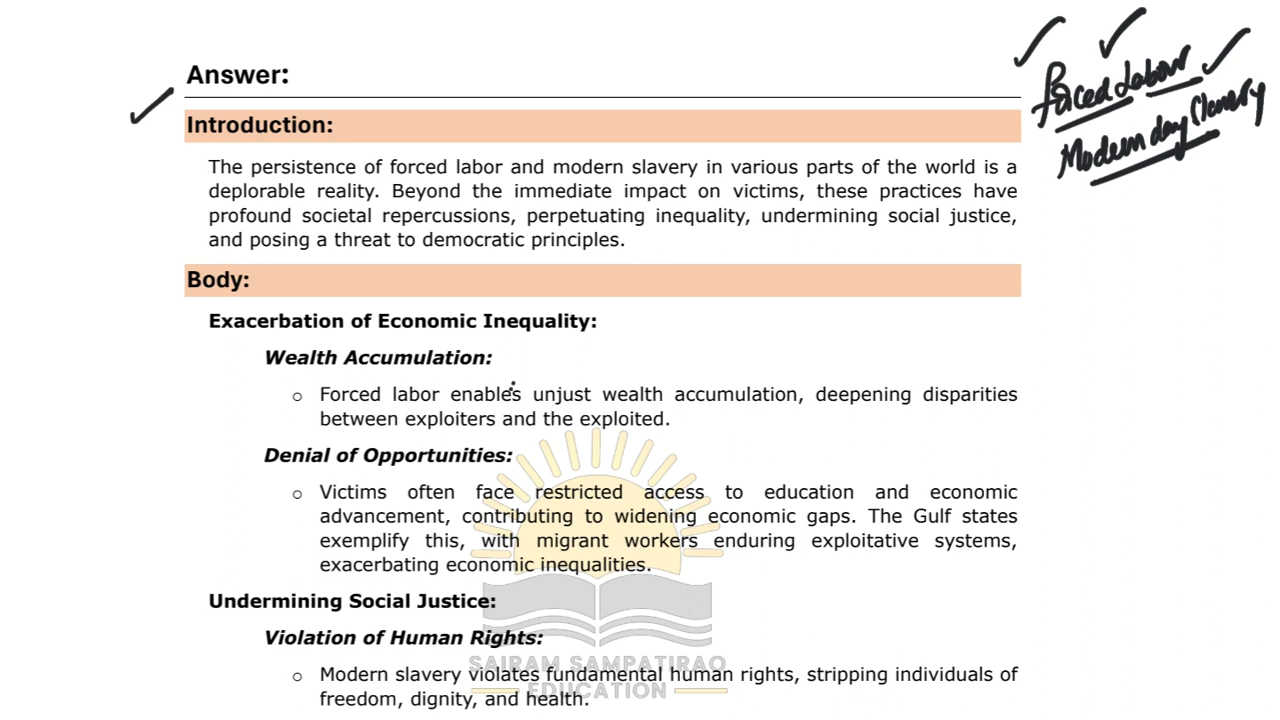 Forced Labour
Modern day Slavery
Answer:
Introduction:
The persistence of forced labor and modern slavery in various parts of the world is a
deplorable reality. Beyond the immediate impact on victims, these practices have
profound societal repercussions, perpetuating inequality, undermining social justice,
and posing a threat to democratic principles.
Body:
Exacerbation of Economic Inequality:
Wealth Accumulation:
o Forced labor enables unjust wealth accumulation, deepening disparities
between exploiters and the exploited.
Denial of Opportunities:
o Victims often face restricted access to education and economic
advancement, contributing to widening economic gaps. The Gulf states
exemplify this, with migrant workers enduring exploitative systems,
exacerbating economic inequalities.
Undermining Social Justice:
Violation of Human Rights:
SAIRAM SAMPATIRAO
o Modern slavery violates fundamental human rights, stripping individuals of
EDUCATION
freedom, dignity, and health.